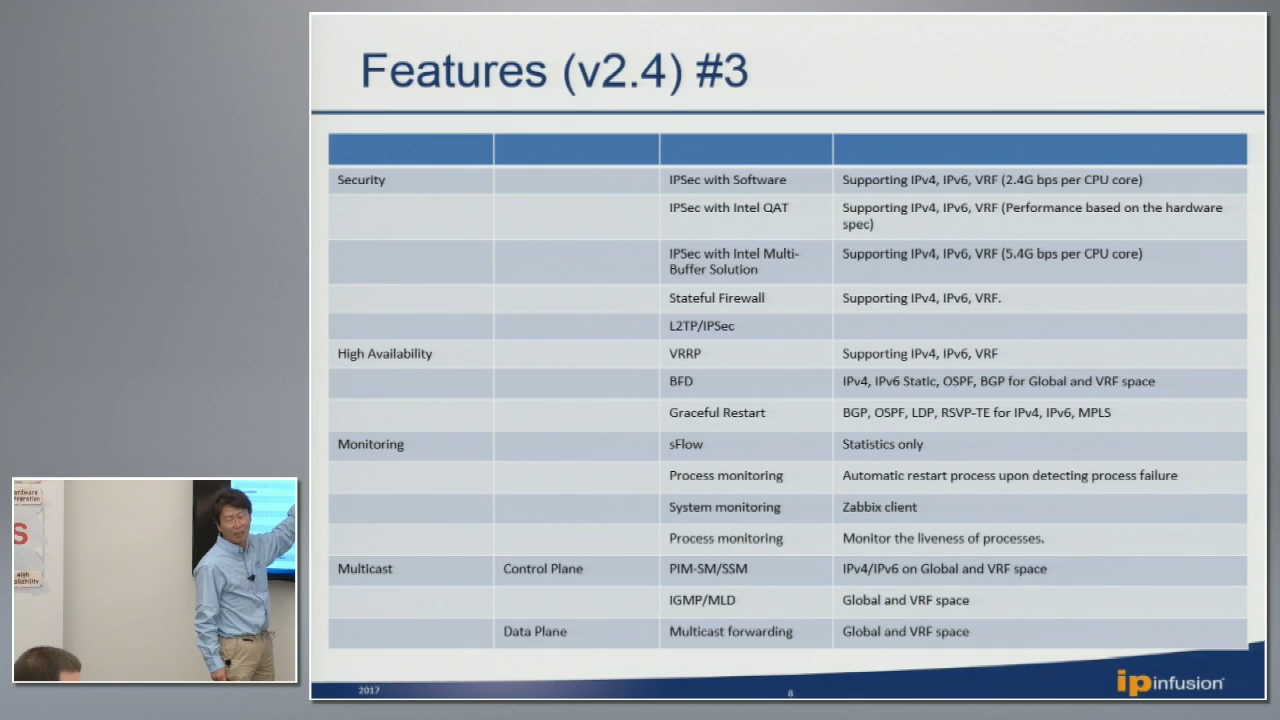 Features (v2.4) #3
Security IPSec with Software Supporting IPv4, IPv6, VRF (2.4G bps per CPU core)
IPSec with Intel QAT Supporting IPv4, IPv6, VRF (Performance based on the hardware
spec)
IPSec with Intel Multi- Supporting IPv4, IPv6, VRF (5.4G bps per CPU core)
Buffer Solution
Stateful Firewall Supporting IPv4, IPv6, VRF.
L2TP/IPSec
High Availability VRRP Supporting IPv4, IPv6, VRF
BFD IPv4, IPv6 Static, OSPF, BGP for Global and VRF space
Graceful Restart BGP, OSPF, LDP, RSVP-TE for IPv4, IPv6, MPLS
Monitoring sFlow Statistics only
Process monitoring Automatic restart process upon detecting process failure
System monitoring Zabbix client
Process monitoring Monitor the liveness of processes.
Multicast Control Plane PIM-SM/SSM IPv4/IPv6 on Global and VRF space
IGMP/MLD Global and VRF space
Data Plane Multicast forwarding Global and VRF space
2017 8
ipinfusion
S